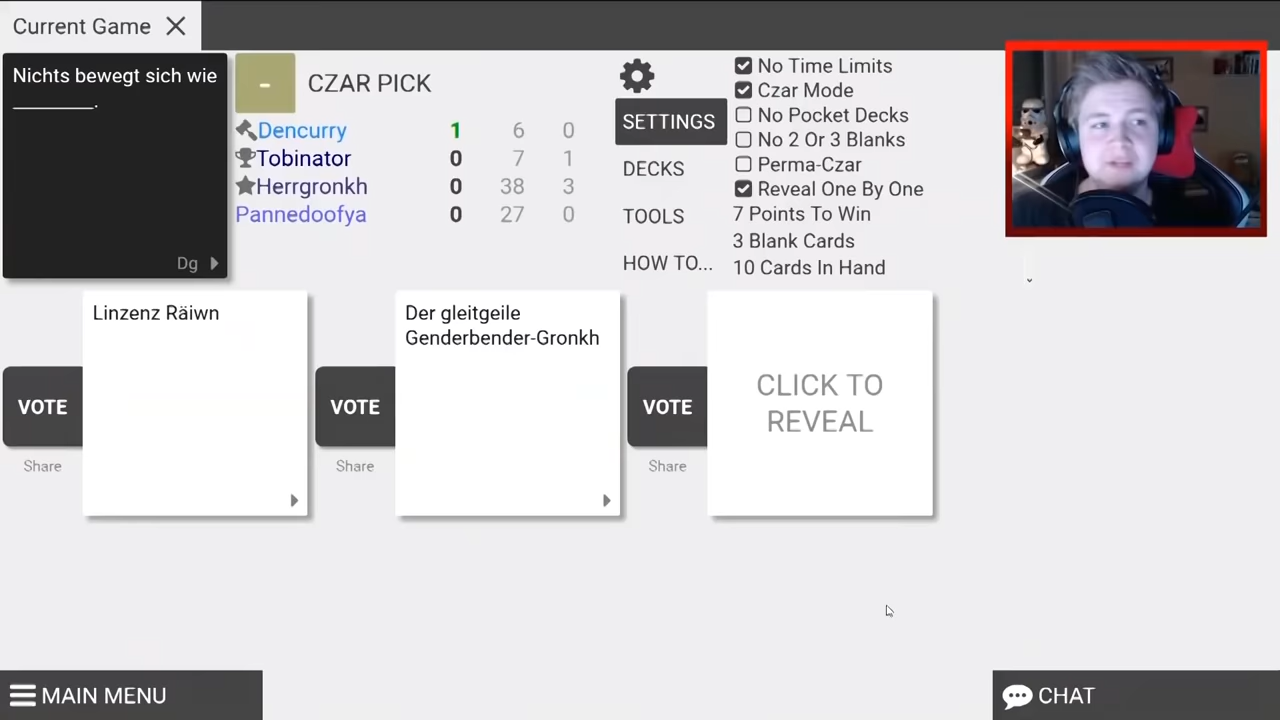 Current Game
Nichts bewegt sich wie
________.
Dg
-
CZAR PICK
Dencurry 1 6 0
Tobinator 0 7 1
Herrgronkh 0 38 3
Pannedoofya 0 27 0
SETTINGS
DECKS
TOOLS
HOW TO...
No Time Limits
Czar Mode
No Pocket Decks
No 2 Or 3 Blanks
Perma-Czar
Reveal One By One
7 Points To Win
3 Blank Cards
10 Cards In Hand
VOTE
Share
Linzenz Räiwn
VOTE
Share
Der gleitgeile
Genderbender-Gronkh
VOTE
Share
CLICK TO
REVEAL
MAIN MENU
CHAT